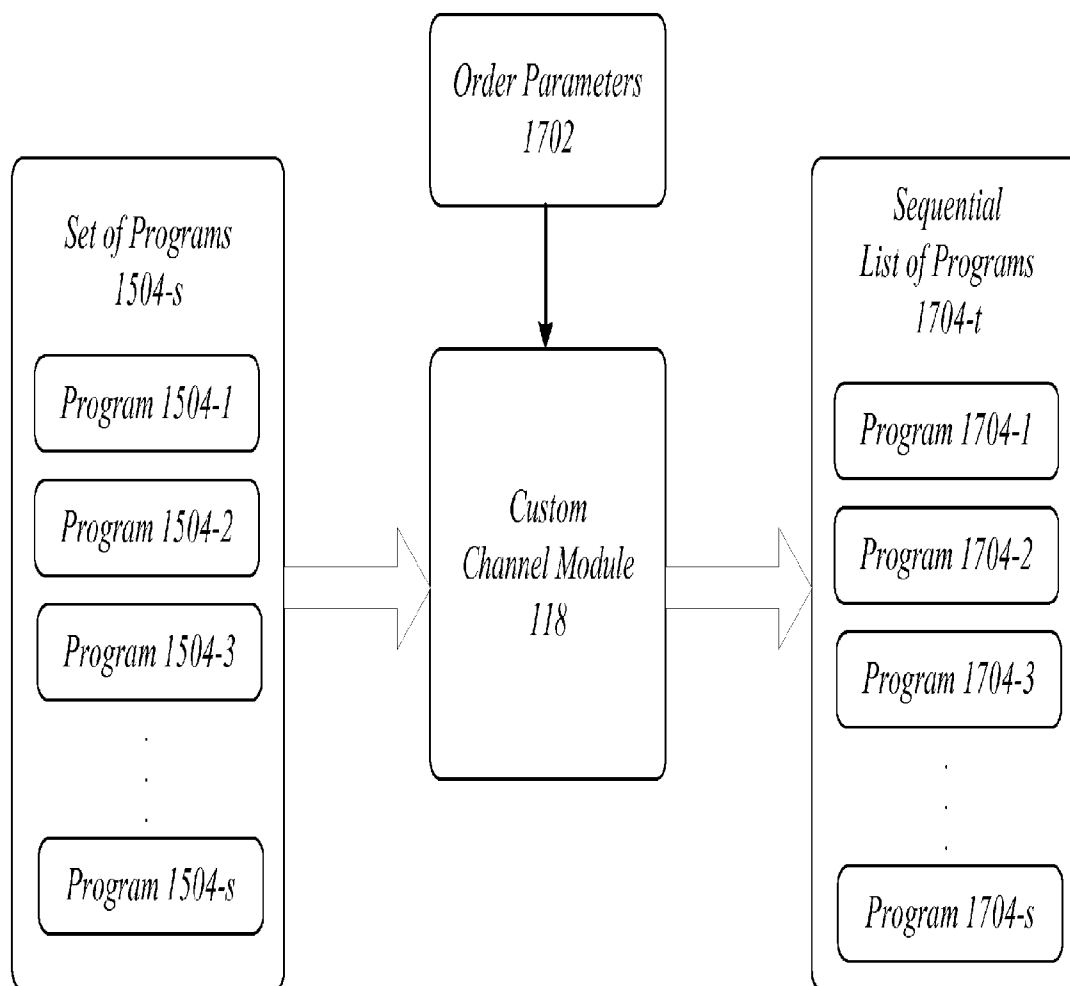 Order Parameters
1702
Set of Programs
1504-s
Program 1504-1
Program 1504-2
Program 1504-3
.
.
.
Program 1504-s
Custom
Channel Module
118
Sequential
List of Programs
1704-t
Program 1704-1
Program 1704-2
Program 1704-3
.
.
.
Program 1704-s